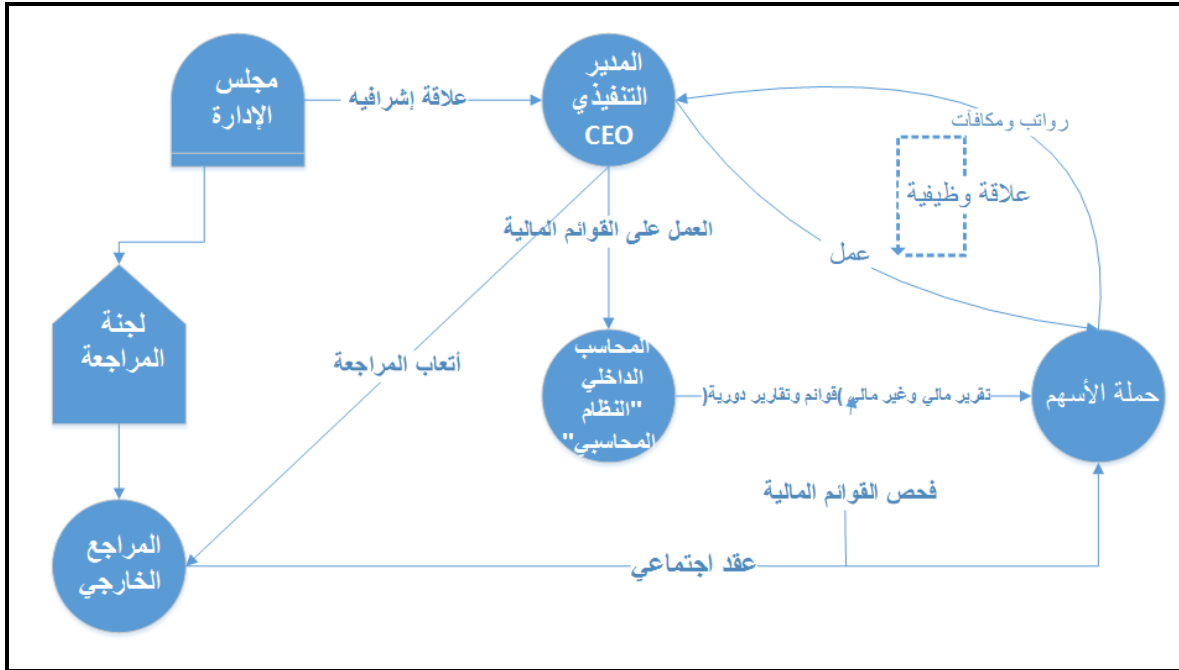 مجلس
الإدارة
علاقة إشرافيه
المدير
التنفيذي
CEO
رواتب ومكافآت
علاقة وظيفية
عمل
العمل على القوائم المالية
لجنة
المراجعة
أتعاب المراجعة
المحاسب
الداخلي
"النظام
المحاسبي"
تقرير مالي وغير مالي )قوائم وتقارير دورية(
حملة الأسهم
فحص القوائم المالية
المراجع
الخارجي
عقد اجتماعي